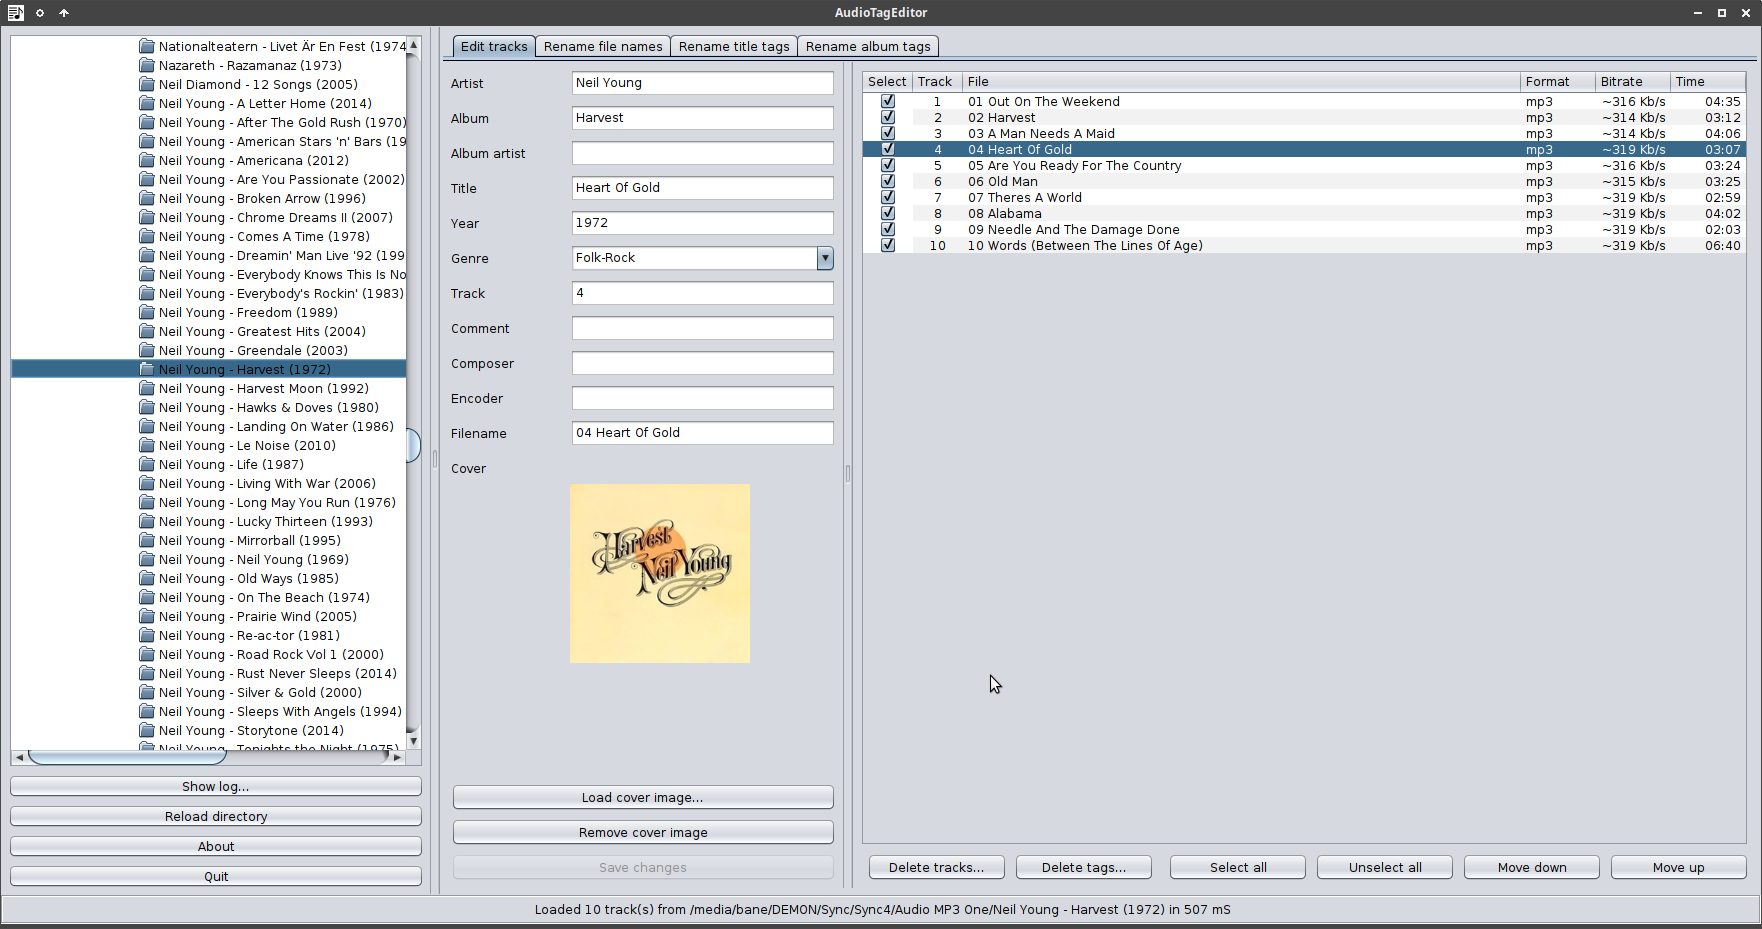 AudioTagEditor
Nationalteatern - Livet Är En Fest (1974
Nazareth - Razamanaz (1973)
Neil Diamond - 12 Songs (2005)
Neil Young - A Letter Home (2014)
Neil Young - After The Gold Rush (1970)
Neil Young - American Stars 'n' Bars (19
Neil Young - Americana (2012)
Neil Young - Are You Passionate (2002)
Neil Young - Broken Arrow (1996)
Neil Young - Chrome Dreams II (2007)
Neil Young - Comes A Time (1978)
Neil Young - Dreamin' Man Live '92 (199
Neil Young - Everybody Knows This Is No
Neil Young - Everybody's Rockin' (1983)
Neil Young - Freedom (1989)
Neil Young - Greatest Hits (2004)
Neil Young - Greendale (2003)
Neil Young - Harvest (1972)
Neil Young - Harvest Moon (1992)
Neil Young - Hawks & Doves (1980)
Neil Young - Landing On Water (1986)
Neil Young - Le Noise (2010)
Neil Young - Life (1987)
Neil Young - Living With War (2006)
Neil Young - Long May You Run (1976)
Neil Young - Lucky Thirteen (1993)
Neil Young - Mirrorball (1995)
Neil Young - Neil Young (1969)
Neil Young - Old Ways (1985)
Neil Young - On The Beach (1974)
Neil Young - Prairie Wind (2005)
Neil Young - Re-ac-tor (1981)
Neil Young - Road Rock Vol 1 (2000)
Neil Young - Rust Never Sleeps (2014)
Neil Young - Silver & Gold (2000)
Neil Young - Sleeps With Angels (1994)
Neil Young - Storytone (2014)
Neil Young - Tonights the Night (1975)
Show log...
Reload directory
About
Quit
Edit tracks Rename file names Rename title tags Rename album tags
Artist Neil Young
Album Harvest
Album artist
Title Heart Of Gold
Year 1972
Genre Folk-Rock
Track 4
Comment
Composer
Encoder
Filename 04 Heart Of Gold
Cover
Harvest
Neil Young
Load cover image...
Remove cover image
Save changes
Select Track File Format Bitrate Time
1 01 Out On The Weekend mp3 ~316 Kb/s 04:35
2 02 Harvest mp3 ~314 Kb/s 03:12
3 03 A Man Needs A Maid mp3 ~314 Kb/s 04:06
4 04 Heart Of Gold mp3 ~319 Kb/s 03:07
5 05 Are You Ready For The Country mp3 ~316 Kb/s 03:24
6 06 Old Man mp3 ~315 Kb/s 03:25
7 07 Theres A World mp3 ~319 Kb/s 02:59
8 08 Alabama mp3 ~319 Kb/s 04:02
9 09 Needle And The Damage Done mp3 ~319 Kb/s 02:03
10 10 Words (Between The Lines Of Age) mp3 ~319 Kb/s 06:40
Delete tracks... Delete tags... Select all Unselect all Move down Move up
Loaded 10 track(s) from /media/bane/DEMON/Sync/Sync4/Audio MP3 One/Neil Young - Harvest (1972) in 507 mS